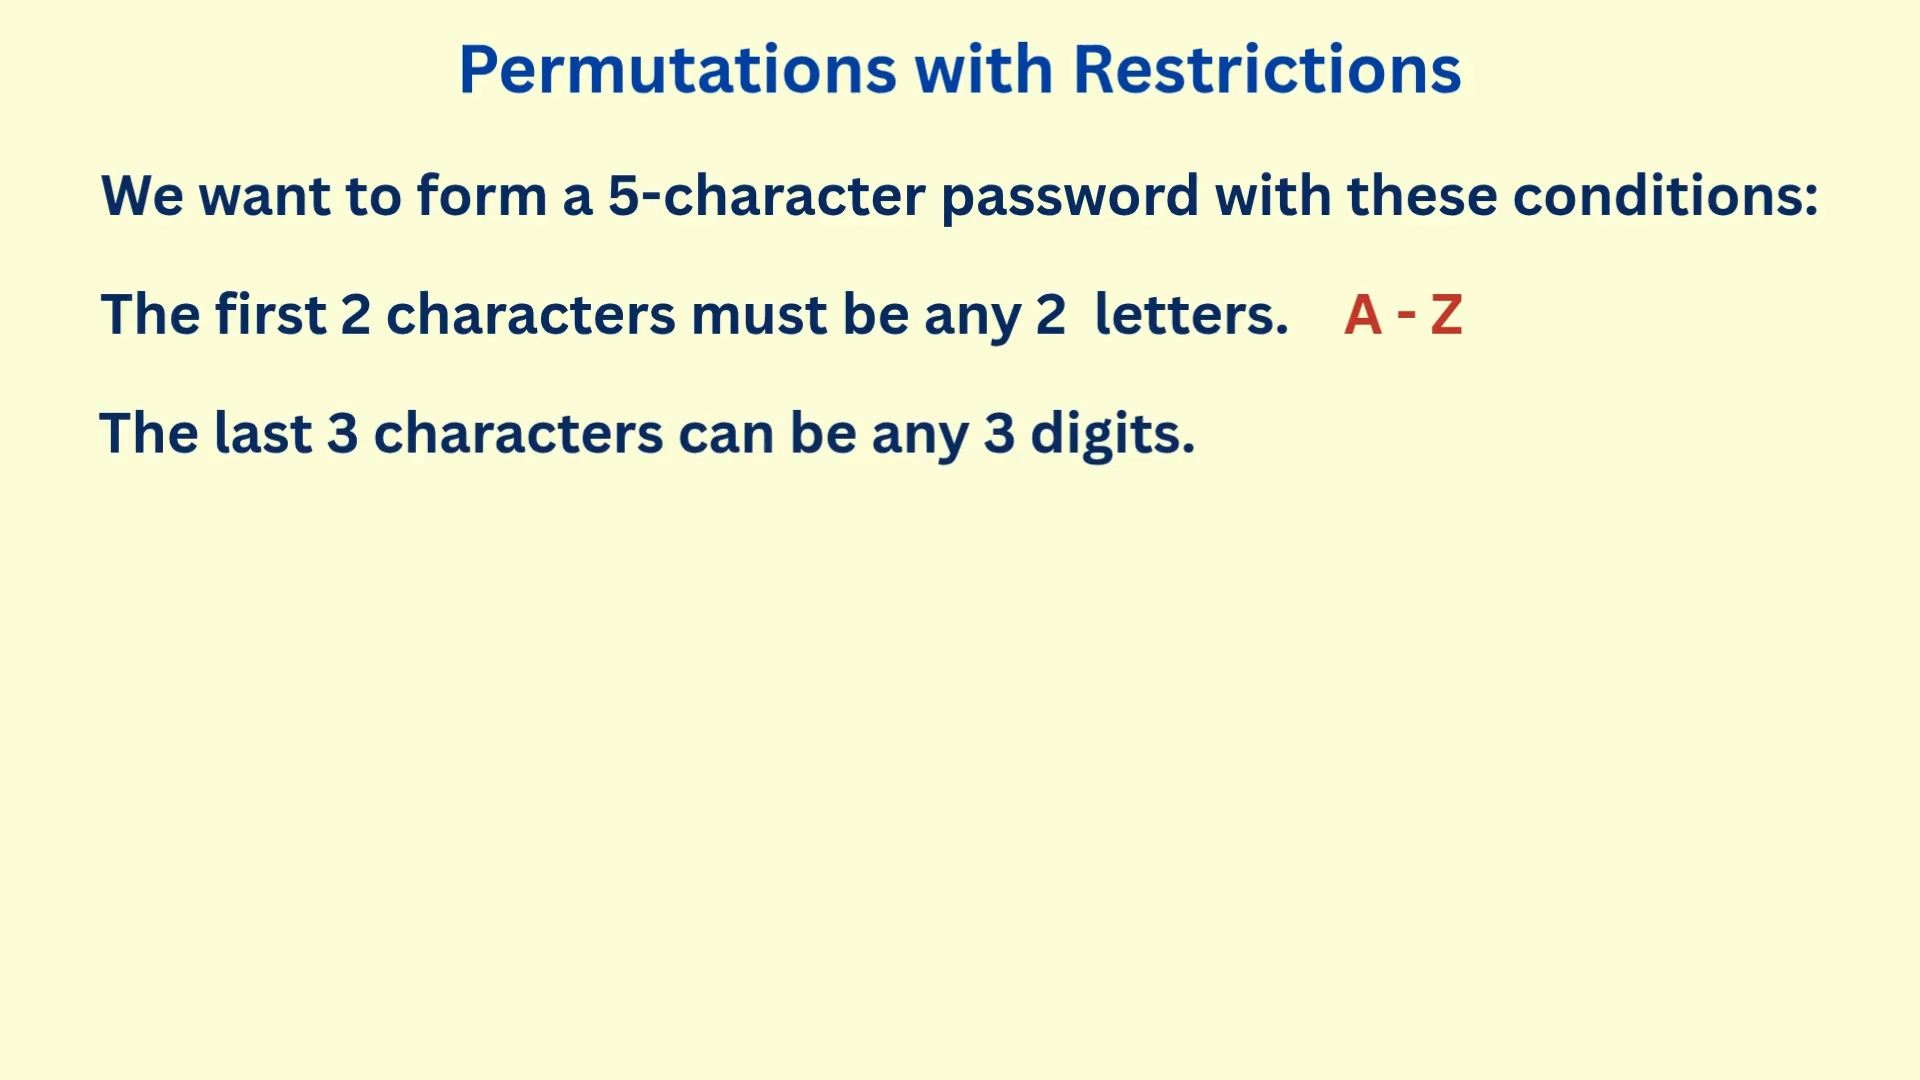 Permutations with Restrictions
We want to form a 5-character password with these conditions:
The first 2 characters must be any 2 letters. A - Z
The last 3 characters can be any 3 digits.